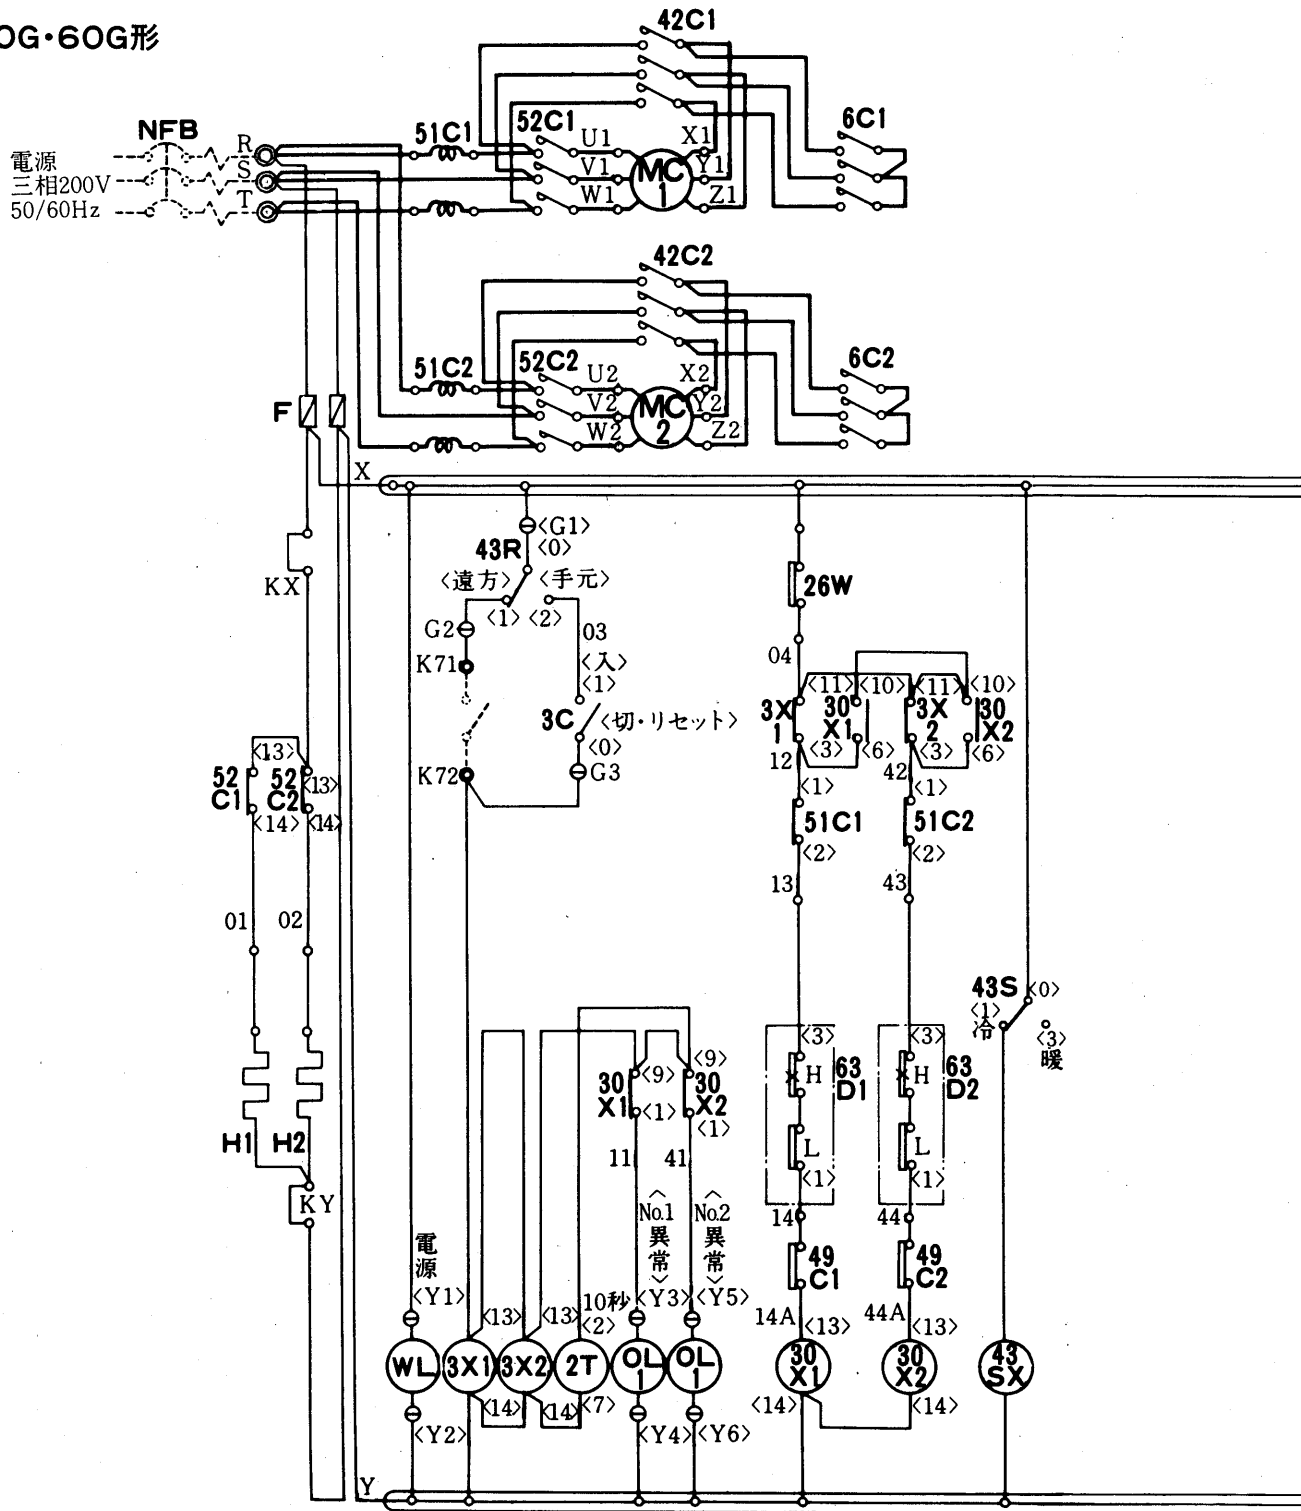 0G・60G形
42C1
NFB
電源
三相200V
50/60Hz
R
S
T
51C1
52C1
U1
V1
W1
MC
1
X1
Y1
Z1
6C1
42C2
51C2
52C2
U2
V2
W2
MC
2
X2
Y2
Z2
6C2
F
X
KX
43R
〈G1〉
〈0〉
〈遠方〉
〈手元〉
〈1〉
〈2〉
G2
K71
K72
03
〈入〉
〈1〉
3C
〈切・リセット〉
〈0〉
G3
26W
04
〈11〉
〈10〉
〈11〉
〈10〉
3X
1
30
X1
3X
2
30
X2
〈3〉
〈6〉
〈3〉
〈6〉
12
42
〈1〉
〈1〉
51C1
51C2
〈2〉
〈2〉
13
43
〈13〉
52
C1
52
C2
〈13〉
〈14〉
〈14〉
01
02
H1
H2
KY
43S
〈0〉
〈1〉
冷
〈3〉
暖
〈3〉
〈3〉
H
63
D1
H
63
D2
L
L
〈1〉
〈1〉
14
44
49
C1
49
C2
14A
44A
〈13〉
〈13〉
〈9〉
〈9〉
30
X1
30
X2
〈1〉
〈1〉
11
41
〈No.1異常〉
〈No.2異常〉
電源
〈Y1〉
〈13〉
〈13〉
10秒
〈2〉
〈Y3〉
〈Y5〉
WL
3X1
3X2
2T
OL
1
OL
1
30
X1
30
X2
43
SX
〈14〉
〈14〉
〈7〉
〈14〉
〈14〉
〈Y2〉
〈Y4〉
〈Y6〉
Y